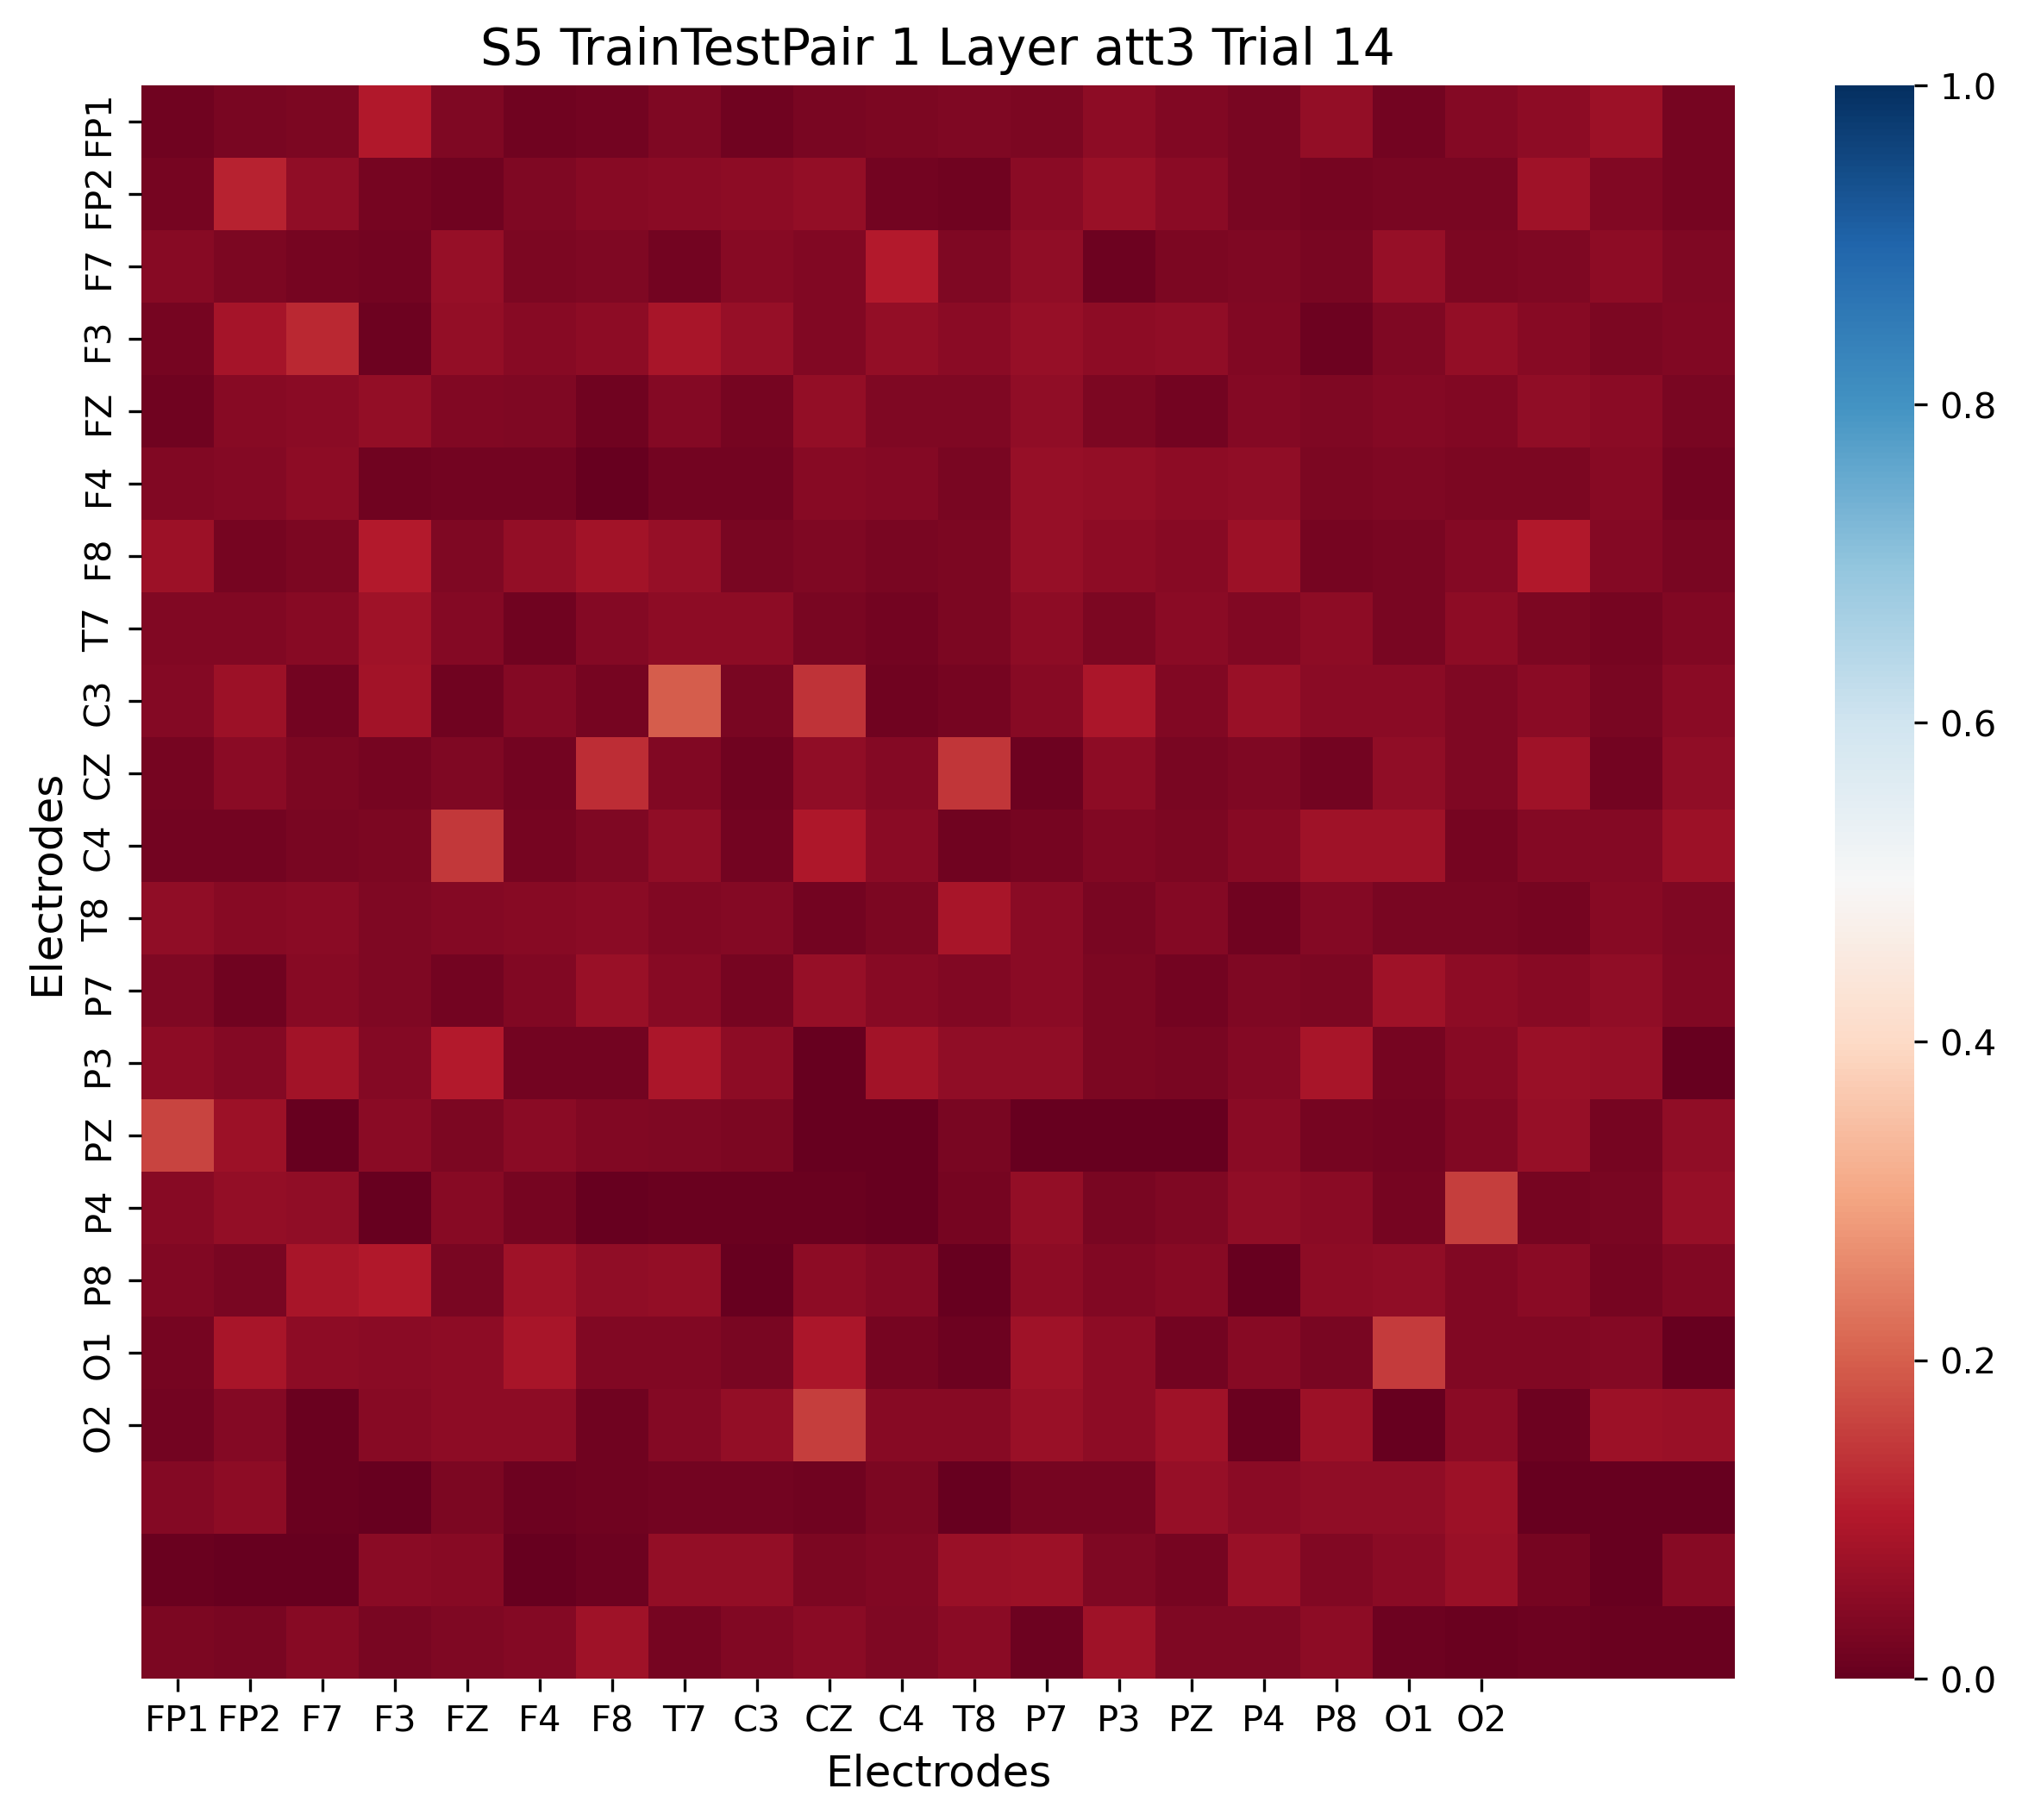 S5 TrainTestPair 1 Layer att3 Trial 14
Electrodes
FP1
FP2
F7
F3
FZ
F4
F8
T7
C3
CZ
C4
T8
P7
P3
PZ
P4
P8
O1
O2
FP1 FP2 F7 F3 FZ F4 F8 T7 C3 CZ C4 T8 P7 P3 PZ P4 P8 O1 O2
Electrodes
1.0
0.8
0.6
0.4
0.2
0.0